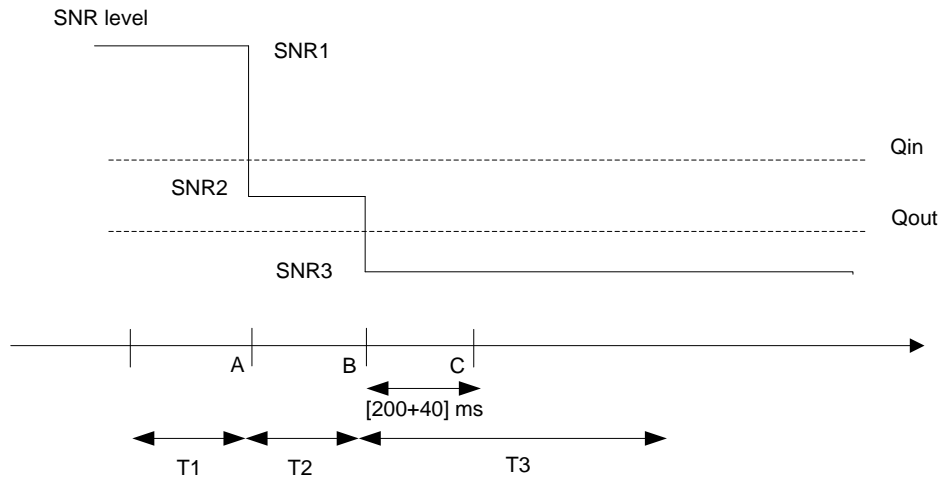 SNR level
SNR1
Qin
SNR2
Qout
SNR3
A
B
C
[200+40] ms
T1
T2
T3